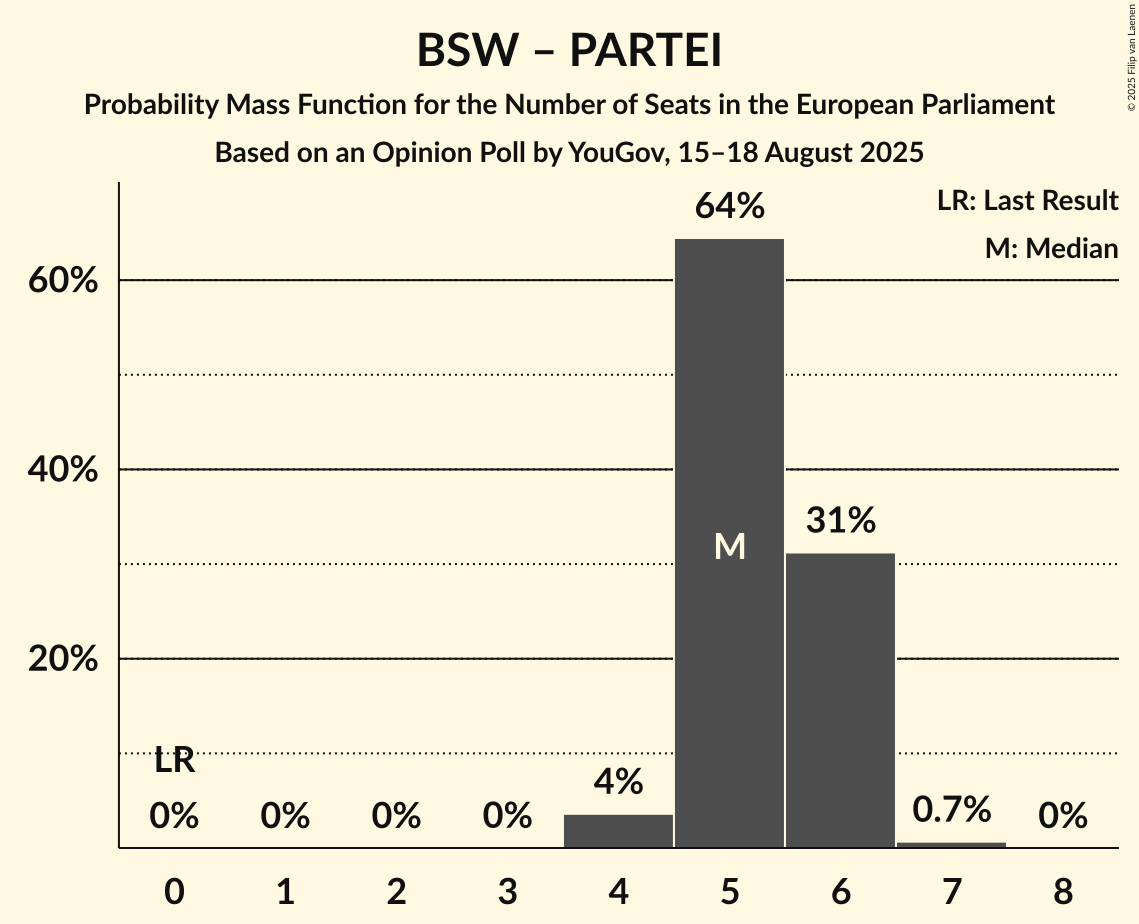 BSW – PARTEI
Probability Mass Function for the Number of Seats in the European Parliament
Based on an Opinion Poll by YouGov, 15–18 August 2025
© 2025 Filip van Laenen
LR: Last Result
M: Median
64%
60%
40%
31%
M
20%
LR
4%
0% 0% 0% 0% 0.7% 0%
0 1 2 3 4 5 6 7 8